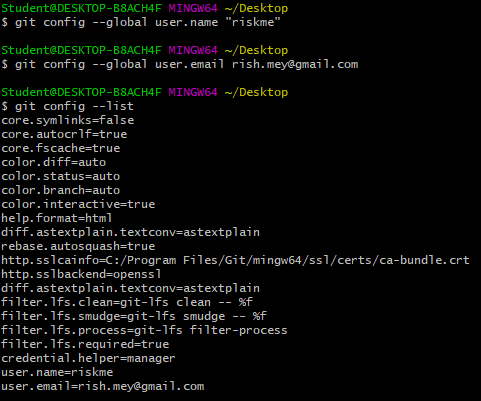 Student@DESKTOP-B8ACH4F MINGW64 ~/Desktop
$ git config --global user.name "riskme"
Student@DESKTOP-B8ACH4F MINGW64 ~/Desktop
$ git config --global user.email rish.mey@gmail.com
Student@DESKTOP-B8ACH4F MINGW64 ~/Desktop
$ git config --list
core.symlinks=false
core.autocrlf=true
core.fscache=true
color.diff=auto
color.status=auto
color.branch=auto
color.interactive=true
help.format=html
diff.astextplain.textconv=astextplain
rebase.autosquash=true
http.sslcainfo=C:/Program Files/Git/mingw64/ssl/certs/ca-bundle.crt
http.sslbackend=openssl
diff.astextplain.textconv=astextplain
filter.lfs.clean=git-lfs clean -- %f
filter.lfs.smudge=git-lfs smudge -- %f
filter.lfs.process=git-lfs filter-process
filter.lfs.required=true
credential.helper=manager
user.name=riskme
user.email=rish.mey@gmail.com